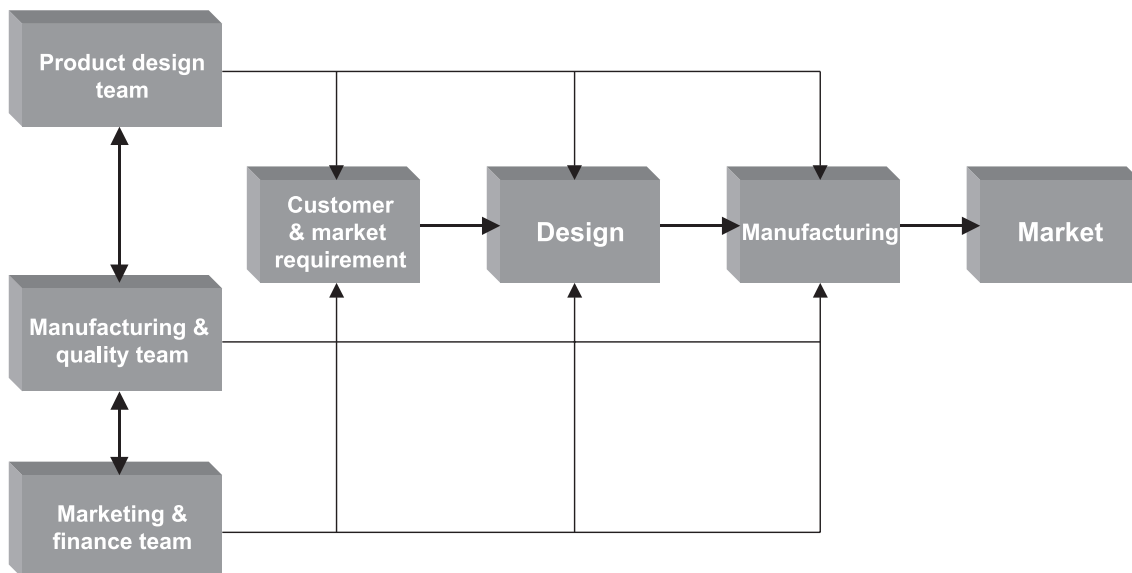 Product design
team
Customer
& market
requirement
Design
Manufacturing
Market
Manufacturing &
quality team
Marketing &
finance team